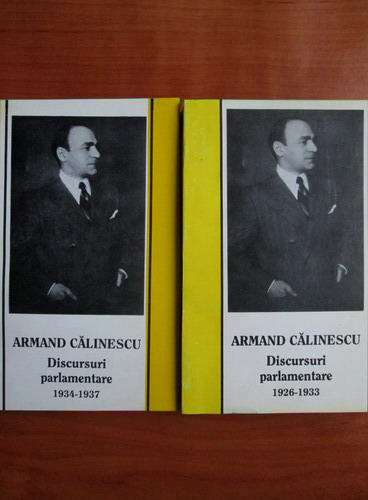 ARMAND CĂLINESCU
Discursuri
parlamentare
1934-1937
ARMAND CĂLINESCU
Discursuri
parlamentare
1926-1933